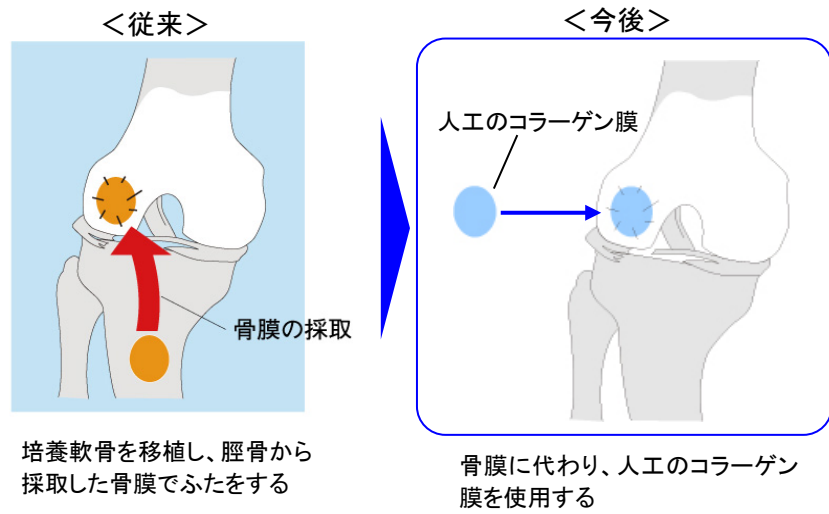 ＜従来＞
骨膜の採取
培養軟骨を移植し、脛骨から
採取した骨膜でふたをする
＜今後＞
人工のコラーゲン膜
骨膜に代わり、人工のコラーゲン
膜を使用する